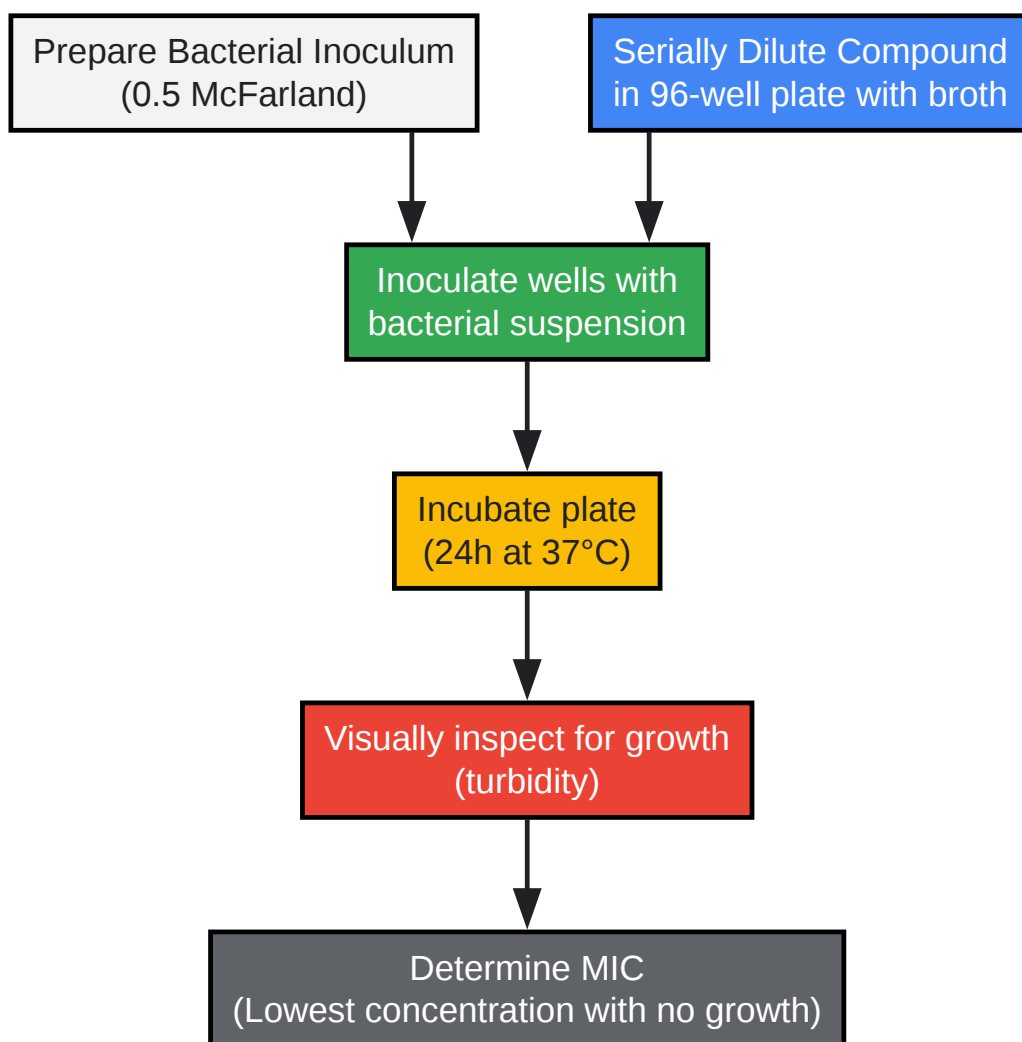 Prepare Bacterial Inoculum
(0.5 McFarland)
Serially Dilute Compound
in 96-well plate with broth
Inoculate wells with
bacterial suspension
Incubate plate
(24h at 37°C)
Visually inspect for growth
(turbidity)
Determine MIC
(Lowest concentration with no growth)